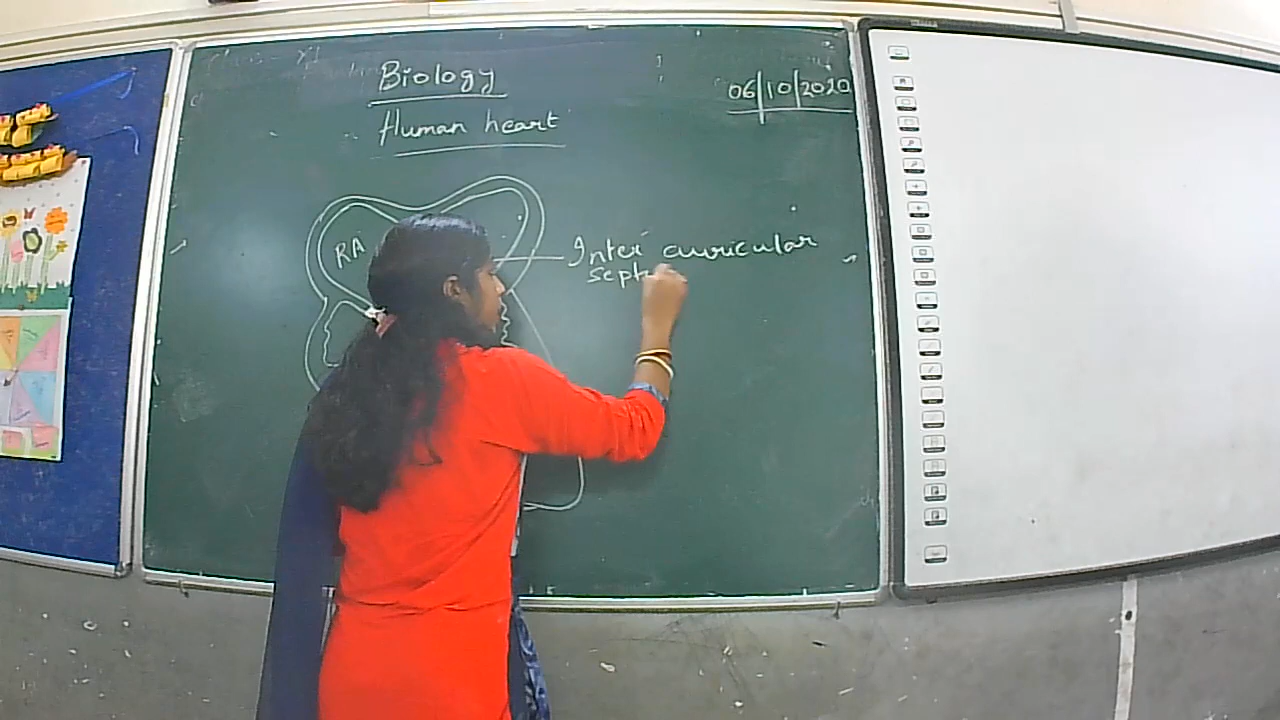 Biology
06/10/2020
Human heart
RA
Inter auricular
sept